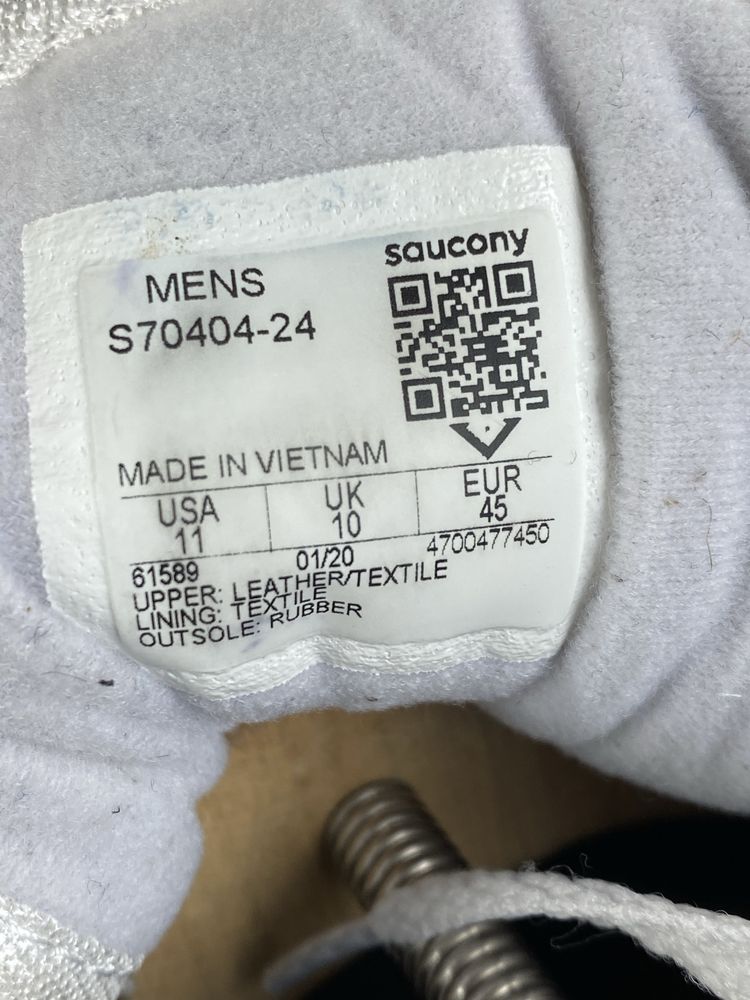 saucony
MENS
S70404-24
MADE IN VIETNAM
USA UK EUR
11 10 45
61589 01/20 4700477450
UPPER: LEATHER/TEXTILE
LINING: TEXTILE
OUTSOLE: RUBBER